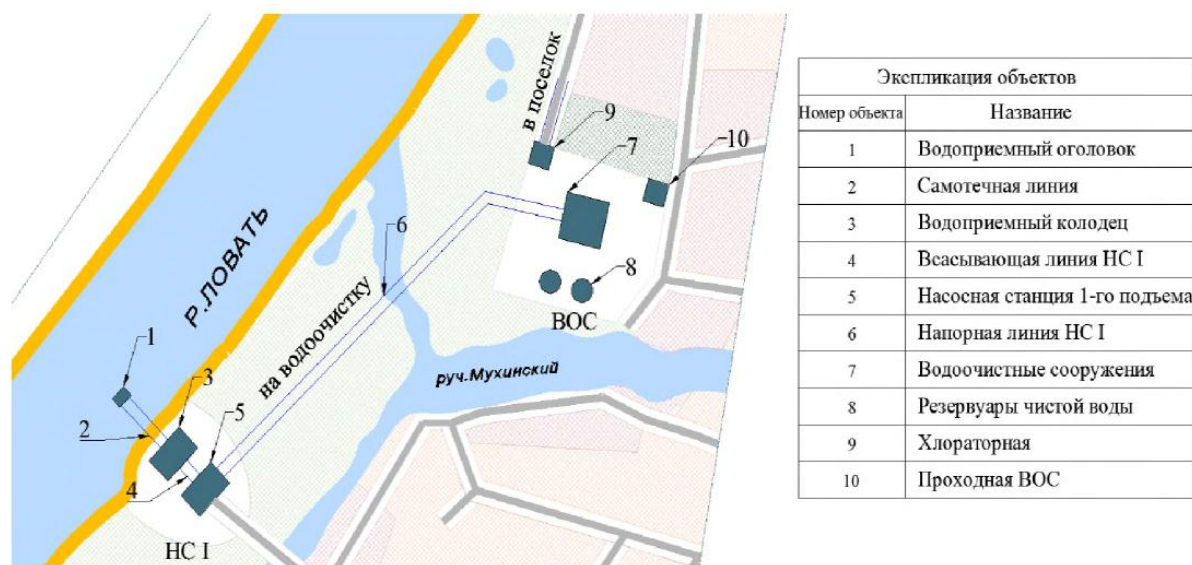 в поселок
9
10
7
6
Р.ЛОВАТЬ
8
ВОС
на водоочистку
1
руч.Мухинский
3
5
2
4
НС I
Экспликация объектов
Номер объекта Название
1 Водоприемный оголовок
2 Самотечная линия
3 Водоприемный колодец
4 Всасывающая линия НС I
5 Насосная станция 1-го подъема
6 Напорная линия НС I
7 Водоочистные сооружения
8 Резервуары чистой воды
9 Хлораторная
10 Проходная ВОС